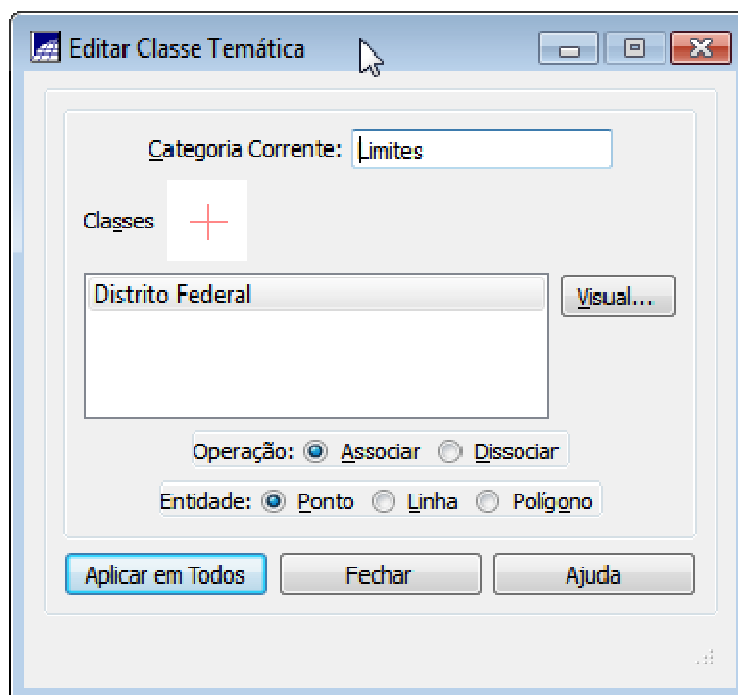 Editar Classe Temática
Categoria Corrente: Limites
Classes
Distrito Federal
Visual...
Operação: Associar Dissociar
Entidade: Ponto Linha Polígono
Aplicar em Todos Fechar Ajuda